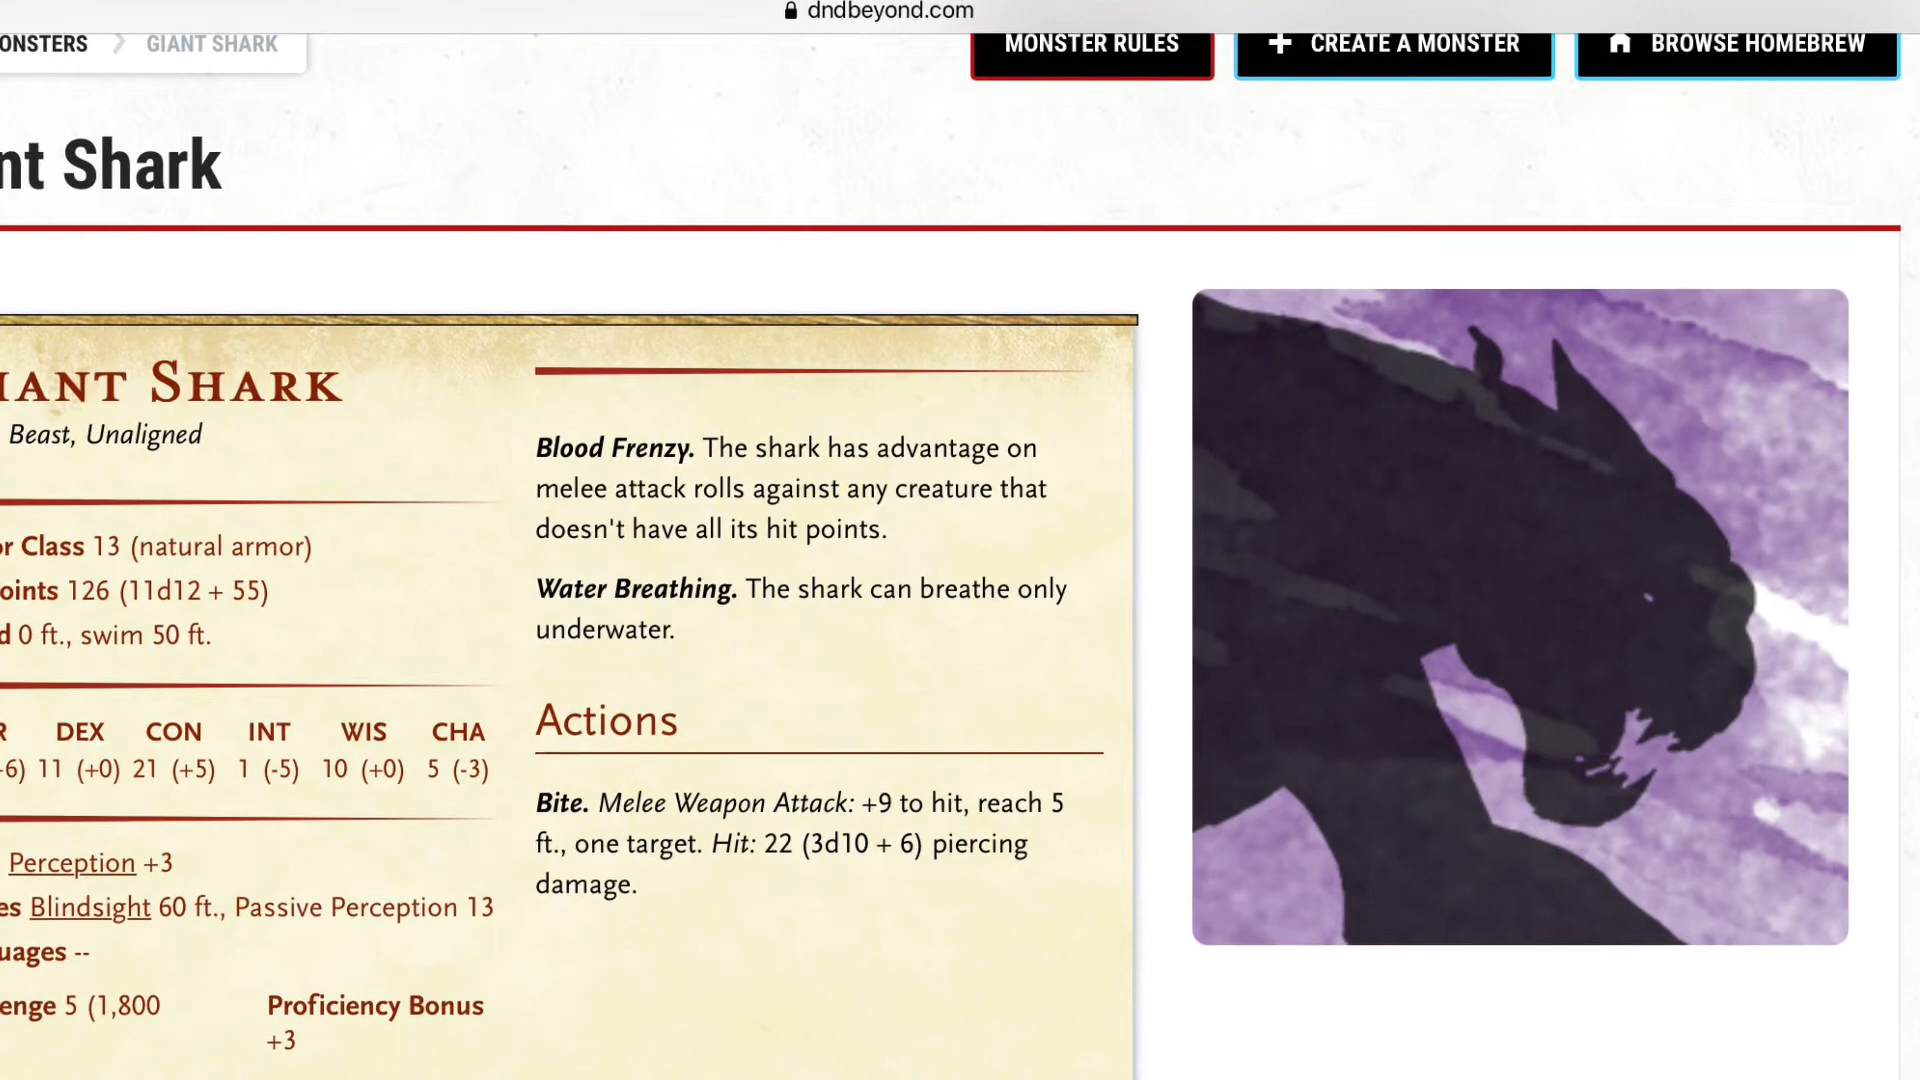 dndbeyond.com
ONSTERS
GIANT SHARK
MONSTER RULES
+ CREATE A MONSTER
BROWSE HOMEBREW
nt Shark
IANT SHARK
Beast, Unaligned
or Class 13 (natural armor)
oints 126 (11d12 + 55)
d 0 ft., swim 50 ft.
R DEX CON INT WIS CHA
+6) 11 (+0) 21 (+5) 1 (-5) 10 (+0) 5 (-3)
Perception +3
es Blindsight 60 ft., Passive Perception 13
uages --
enge 5 (1,800
Proficiency Bonus
+3
Blood Frenzy. The shark has advantage on
melee attack rolls against any creature that
doesn't have all its hit points.
Water Breathing. The shark can breathe only
underwater.
Actions
Bite. Melee Weapon Attack: +9 to hit, reach 5
ft., one target. Hit: 22 (3d10 + 6) piercing
damage.